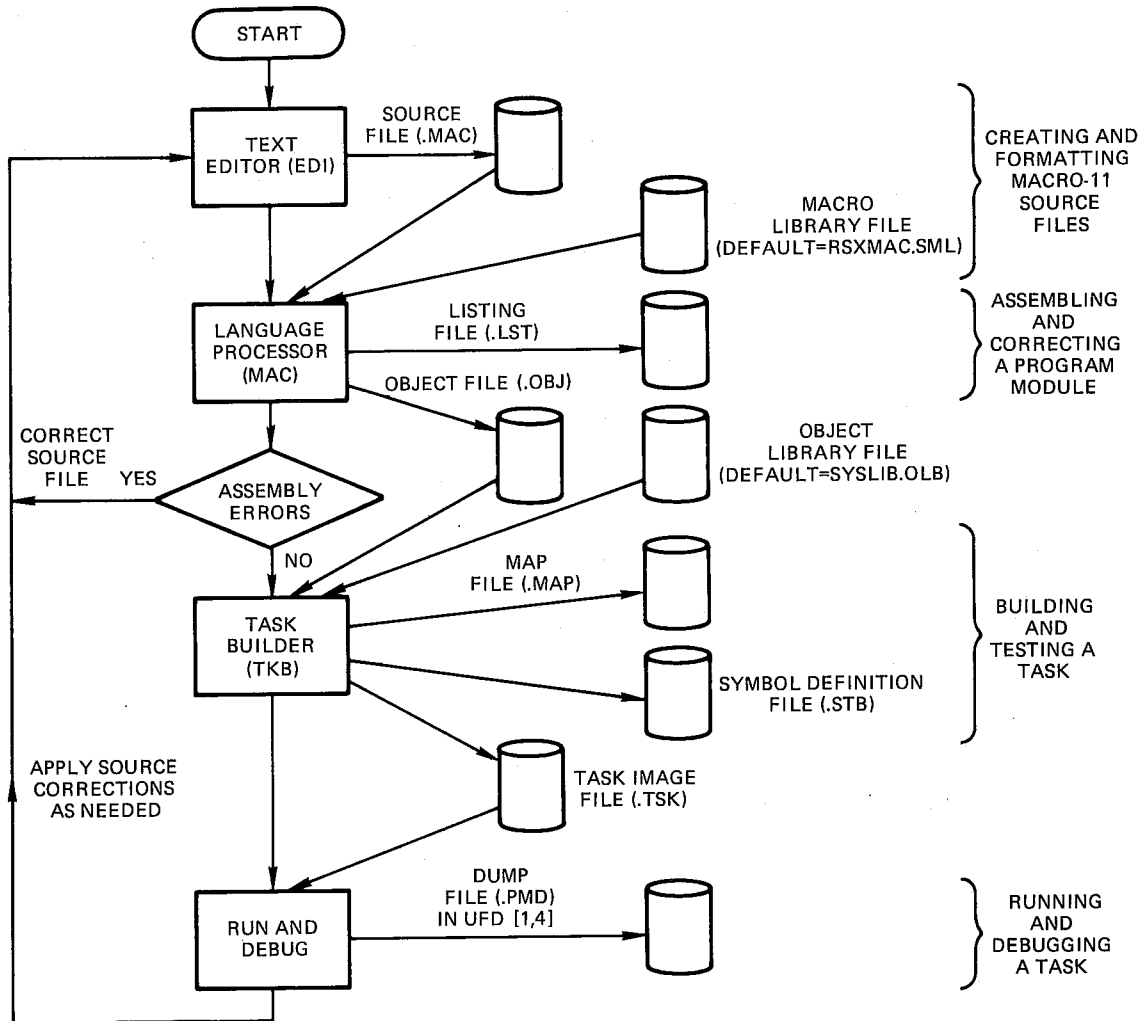 START
TEXT
EDITOR (EDI)
SOURCE
FILE (.MAC)
MACRO
LIBRARY FILE
(DEFAULT=RSXMAC.SML)
CREATING AND
FORMATTING
MACRO-11
SOURCE
FILES
LANGUAGE
PROCESSOR
(MAC)
LISTING
FILE (.LST)
OBJECT FILE (.OBJ)
ASSEMBLING
AND
CORRECTING
A PROGRAM
MODULE
CORRECT
SOURCE
FILE
YES
ASSEMBLY
ERRORS
NO
OBJECT
LIBRARY FILE
(DEFAULT=SYSLIB.OLB)
TASK
BUILDER
(TKB)
MAP
FILE (.MAP)
SYMBOL DEFINITION
FILE (.STB)
BUILDING
AND
TESTING A
TASK
APPLY SOURCE
CORRECTIONS
AS NEEDED
TASK IMAGE
FILE (.TSK)
RUN AND
DEBUG
DUMP
FILE (.PMD)
IN UFD [1,4]
RUNNING
AND
DEBUGGING
A TASK